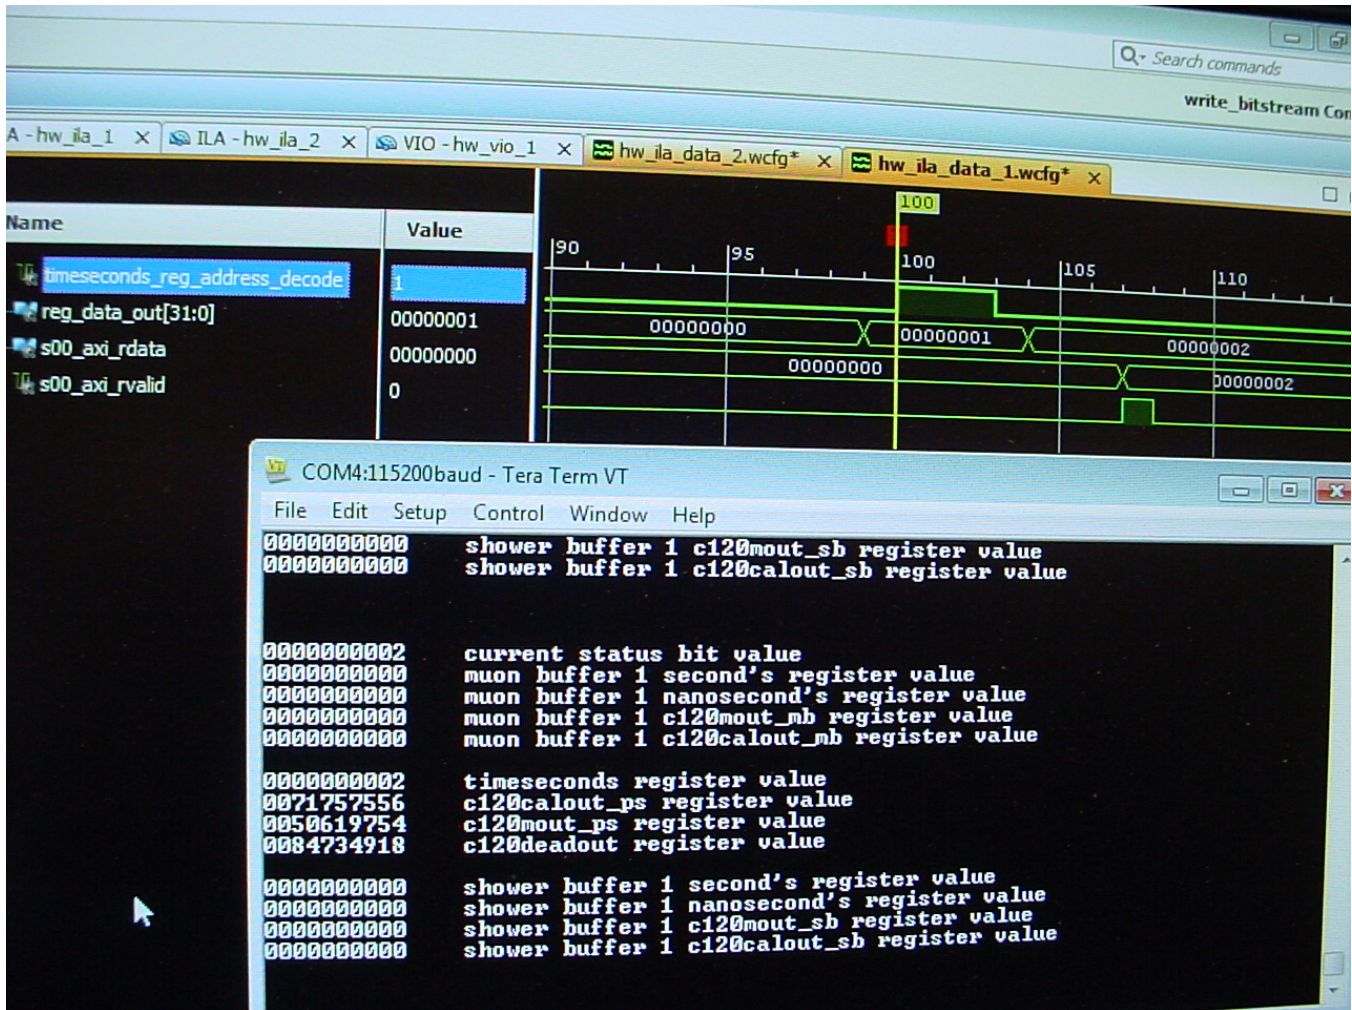 Search commands
write_bitstream Com
A - hw_ila_1 ILA - hw_ila_2 VIO - hw_vio_1 hw_ila_data_2.wcfg* hw_ila_data_1.wcfg*
100
Name Value
90 95 100 105 110
timeseconds_reg_address_decode 1
reg_data_out[31:0] 00000001 00000000 00000001 00000002
s00_axi_rdata 00000000 00000000 00000002
s00_axi_rvalid 0
COM4:115200baud - Tera Term VT
File Edit Setup Control Window Help
0000000000 shower buffer 1 c120mout_sb register value
0000000000 shower buffer 1 c120calout_sb register value
0000000002 current status bit value
0000000000 muon buffer 1 second's register value
0000000000 muon buffer 1 nanosecond's register value
0000000000 muon buffer 1 c120mout_mb register value
0000000000 muon buffer 1 c120calout_mb register value
0000000002 timeseconds register value
0071757556 c120calout_ps register value
0050619754 c120mout_ps register value
0084734918 c120deadout register value
0000000000 shower buffer 1 second's register value
0000000000 shower buffer 1 nanosecond's register value
0000000000 shower buffer 1 c120mout_sb register value
0000000000 shower buffer 1 c120calout_sb register value